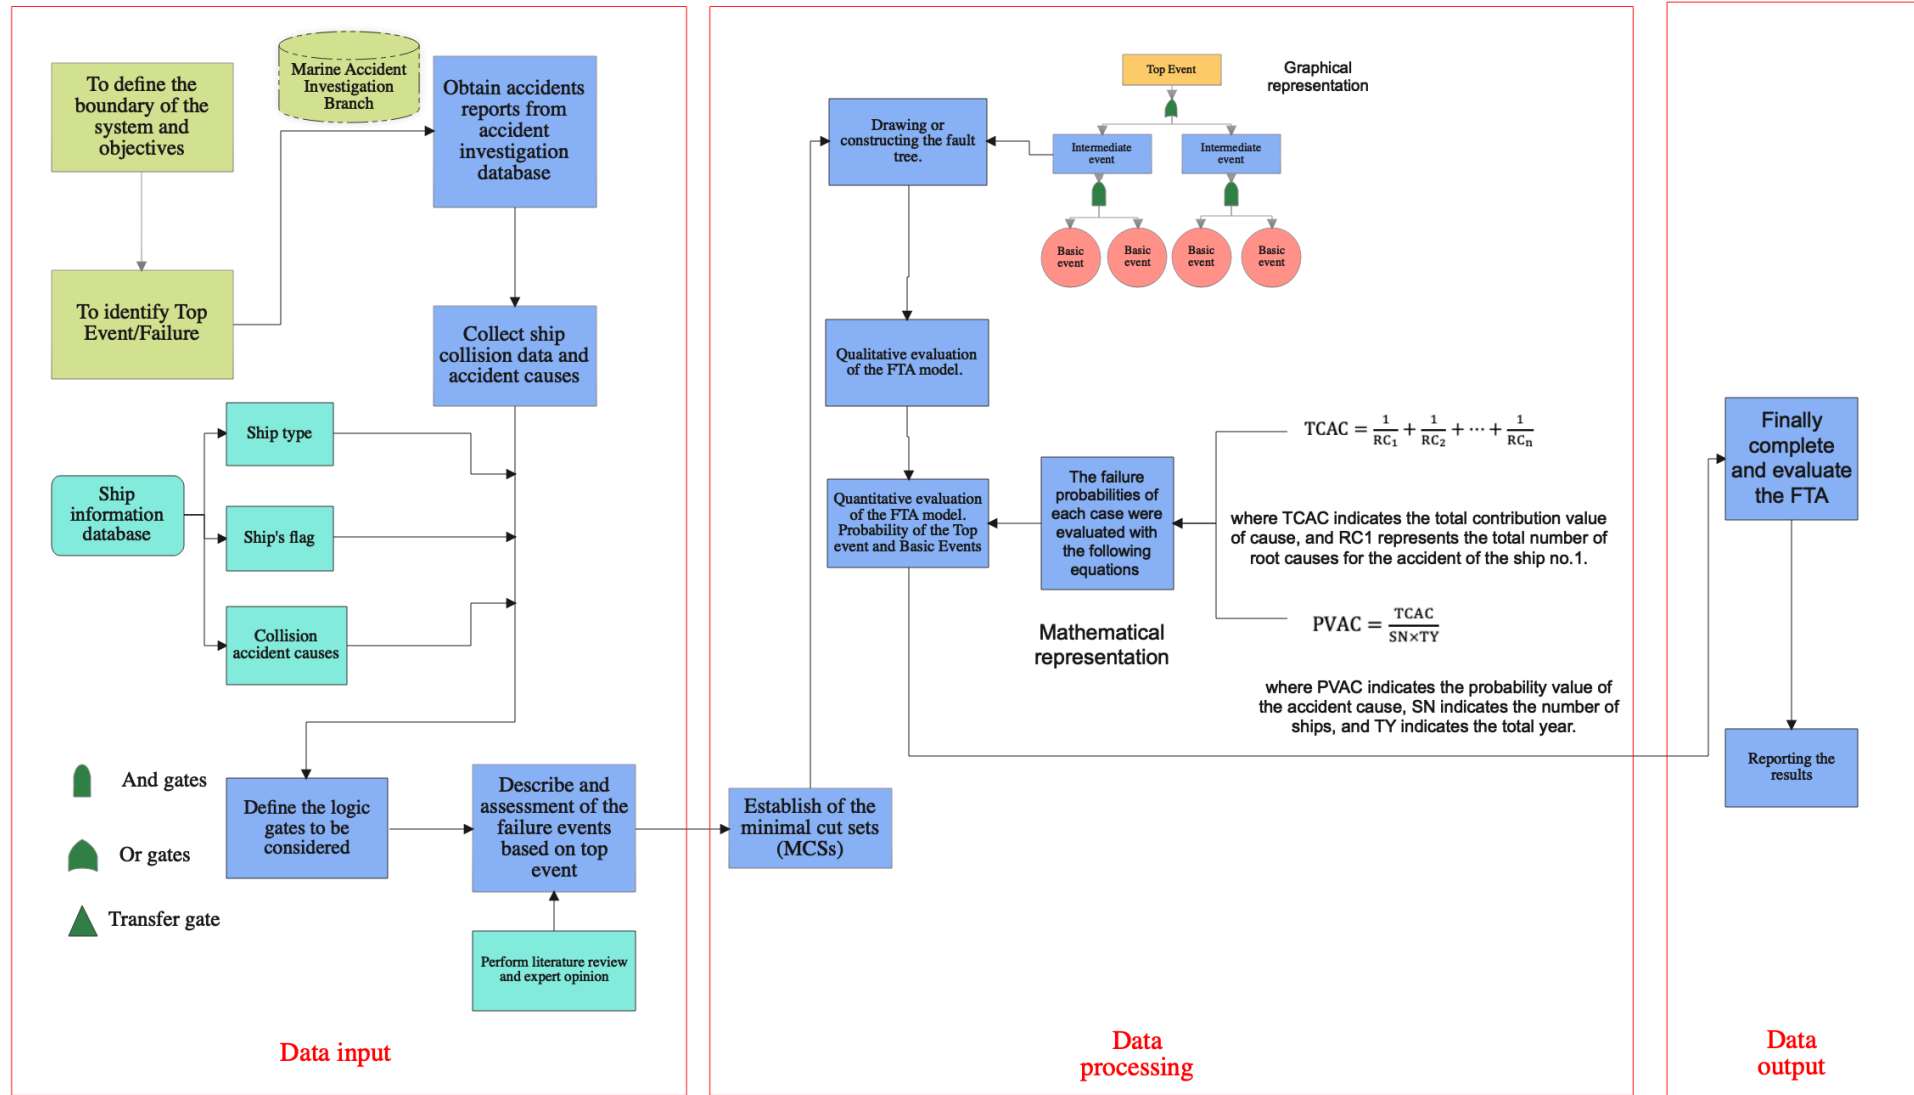 To define the
boundary of the
system and
objectives
Marine Accident
Investigation
Branch
Obtain accidents
reports from
accident
investigation
database
To identify Top
Event/Failure
Collect ship
collision data and
accident causes
Ship type
Ship
information
database
Ship's flag
Collision
accident causes
And gates
Or gates
Transfer gate
Define the logic
gates to be
considered
Describe and
assessment of the
failure events
based on top
event
Perform literature review
and expert opinion
Data input
Top Event
Graphical
representation
Drawing or
constructing the fault
tree.
Intermediate
event
Intermediate
event
Basic
event
Basic
event
Basic
event
Basic
event
Qualitative evaluation
of the FTA model.
Quantitative evaluation
of the FTA model.
Probability of the Top
event and Basic Events
The failure
probabilities of
each case were
evaluated with
the following
equations
TCAC = 1/RC₁ + 1/RC₂ + ⋯ + 1/RCₙ
where TCAC indicates the total contribution value
of cause, and RC1 represents the total number of
root causes for the accident of the ship no.1.
Mathematical
representation
PVAC = TCAC/SN×TY
where PVAC indicates the probability value of
the accident cause, SN indicates the number of
ships, and TY indicates the total year.
Establish of the
minimal cut sets
(MCSs)
Data
processing
Finally
complete
and evaluate
the FTA
Reporting the
results
Data
output